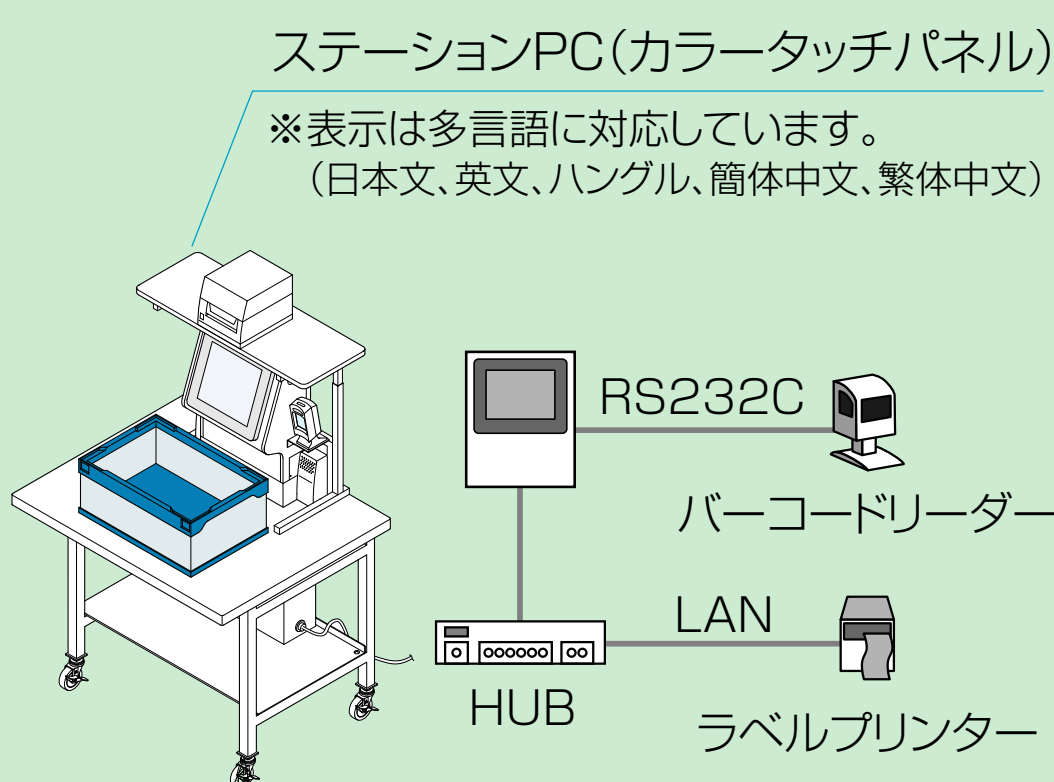 ステーションPC(カラータッチパネル)
※表示は多言語に対応しています。
(日本文、英文、ハングル、簡体中文、繁体中文)
RS232C
バーコードリーダー
LAN
HUB
ラベルプリンター